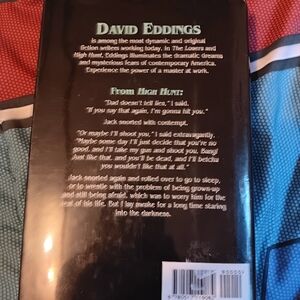 DAVID EDDINGS
is among the most dynamic and original
fiction writers working today. In The Losers and
High Hunt, Eddings illuminates the dramatic dreams
and mysterious fears of contemporary America.
Experience the power of a master at work.
From HIGH HUNT:
"Dad doesn't tell lies," I said.
"If you say that again, I'm gonna hit you."
Jack snorted with contempt.
"Or maybe I'll shoot you," I said extravagantly.
"Maybe some day I'll just decide that you're no
good, and I'll take my gun and shoot you. Bang!
Just like that, and you'll be dead, and I'll betcha
you wouldn't like that at all."
Jack snorted again and rolled over to go to sleep,
or to wrestle with the problem of being grown-up
and still being afraid, which was to worry him for the
rest of his life. But I lay awake for a long time staring
into the darkness.